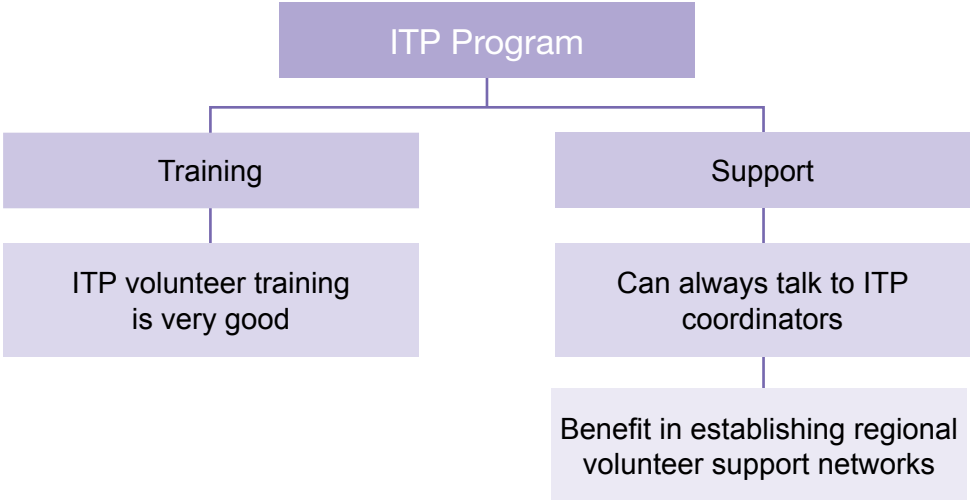 ITP Program
Training
Support
ITP volunteer training
is very good
Can always talk to ITP
coordinators
Benefit in establishing regional
volunteer support networks